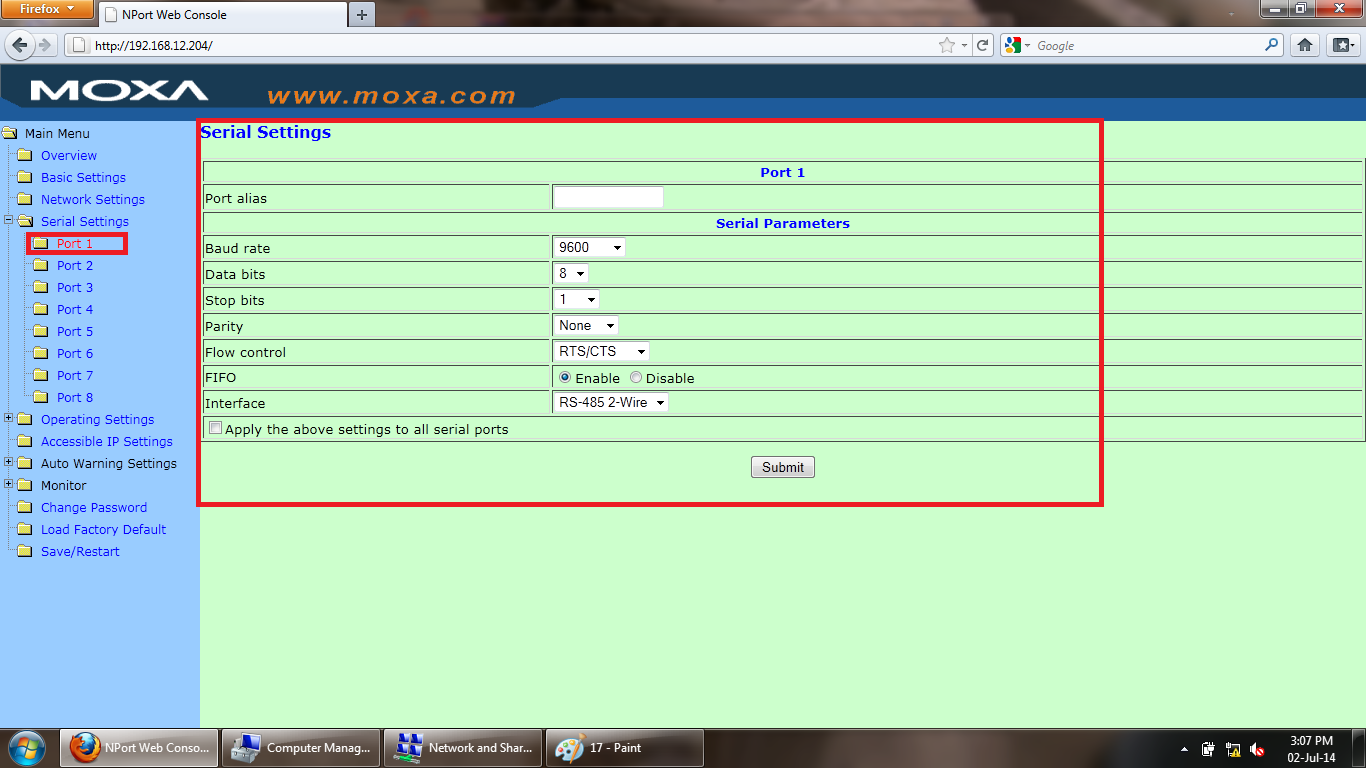 Firefox
NPort Web Console
http://192.168.12.204/
Google
MOXA
www.moxa.com
Main Menu
Overview
Basic Settings
Network Settings
Serial Settings
Port 1
Port 2
Port 3
Port 4
Port 5
Port 6
Port 7
Port 8
Operating Settings
Accessible IP Settings
Auto Warning Settings
Monitor
Change Password
Load Factory Default
Save/Restart
Serial Settings
Port 1
Port alias
Serial Parameters
Baud rate 9600
Data bits 8
Stop bits 1
Parity None
Flow control RTS/CTS
FIFO Enable Disable
Interface RS-485 2-Wire
Apply the above settings to all serial ports
Submit
NPort Web Conso...
Computer Manag...
Network and Shar...
17 - Paint
3:07 PM
02-Jul-14